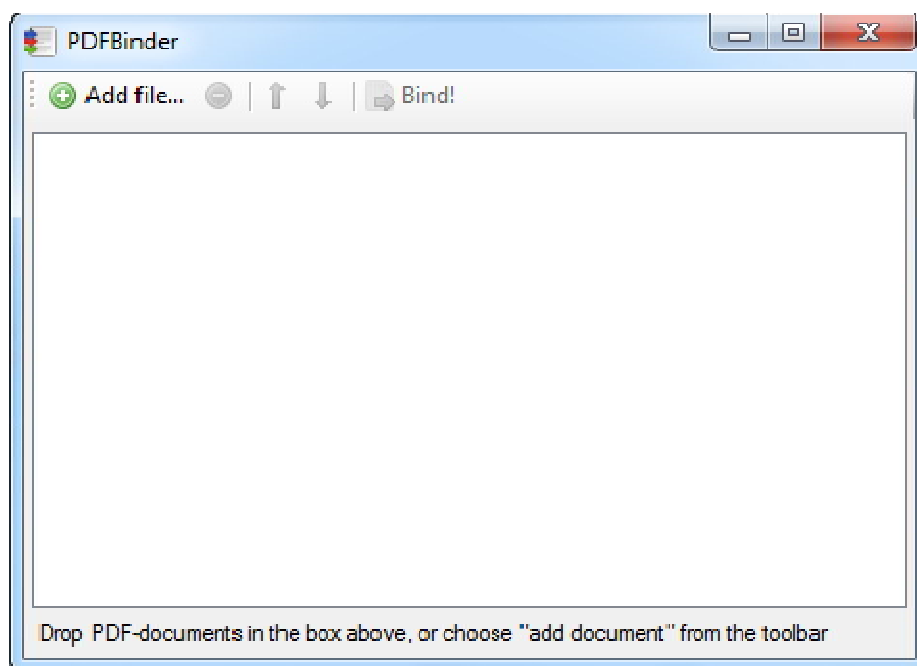 PDFBinder
Add file... Bind!
Drop PDF-documents in the box above, or choose "add document" from the toolbar